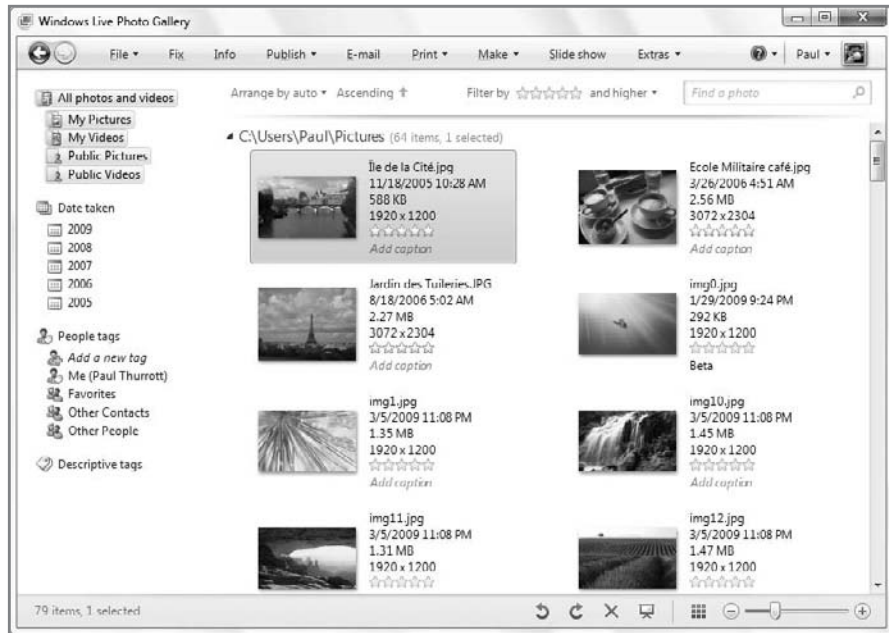 Windows Live Photo Gallery
File Fix Info Publish E-mail Print Make Slide show Extras Paul
All photos and videos
My Pictures
My Videos
Public Pictures
Public Videos
Date taken
2009
2008
2007
2006
2005
People tags
Add a new tag
Me (Paul Thurrott)
Favorites
Other Contacts
Other People
Descriptive tags
Arrange by auto Ascending Filter by and higher Find a photo
C:\Users\Paul\Pictures (64 items, 1 selected)
Île de la Cité.jpg
11/18/2005 10:28 AM
588 KB
1920 x 1200
Add caption
Ecole Militaire café.jpg
3/26/2006 4:51 AM
2.56 MB
3072 x 2304
Add caption
Jardin des Tuileries.JPG
8/18/2006 5:02 AM
2.27 MB
3072 x 2304
Add caption
img0.jpg
1/29/2009 9:24 PM
292 KB
1920 x 1200
Beta
img1.jpg
3/5/2009 11:08 PM
1.35 MB
1920 x 1200
Add caption
img10.jpg
3/5/2009 11:08 PM
1.45 MB
1920 x 1200
Add caption
img11.jpg
3/5/2009 11:08 PM
1.31 MB
1920 x 1200
img12.jpg
3/5/2009 11:08 PM
1.47 MB
1920 x 1200
79 items, 1 selected